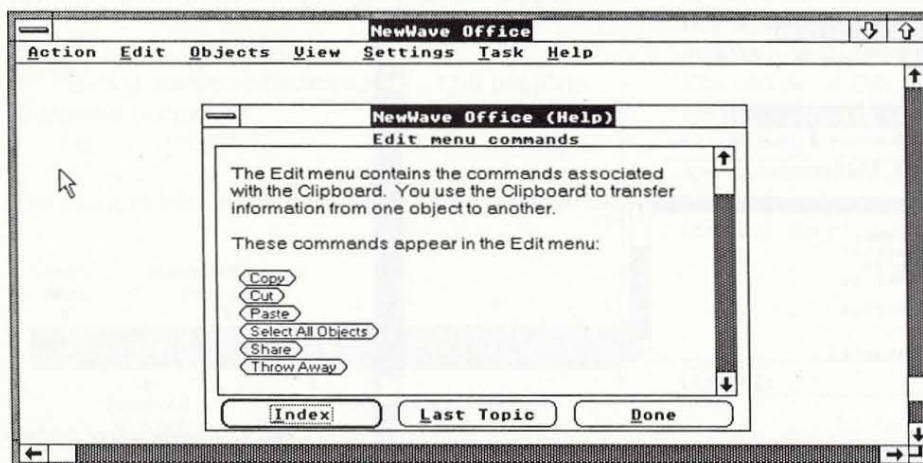 NewWave Office
Action Edit Objects View Settings Task Help
NewWave Office (Help)
Edit menu commands
The Edit menu contains the commands associated
with the Clipboard. You use the Clipboard to transfer
information from one object to another.
These commands appear in the Edit menu:
Copy
Cut
Paste
Select All Objects
Share
Throw Away
Index Last Topic Done